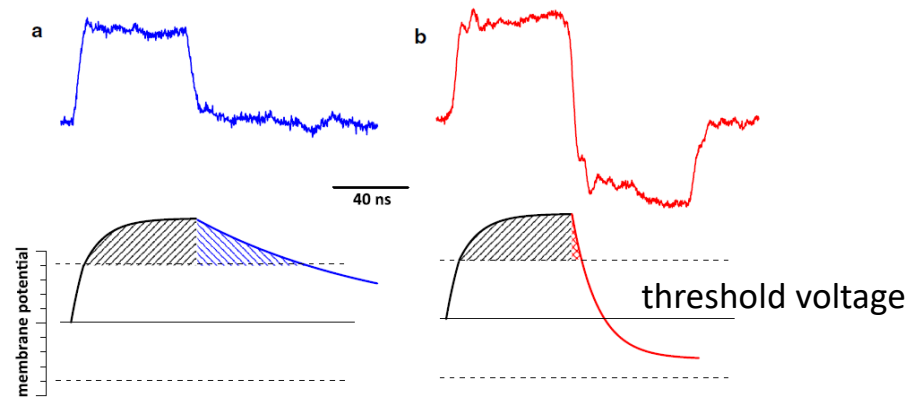 a
b
40 ns
threshold voltage
membrane potential